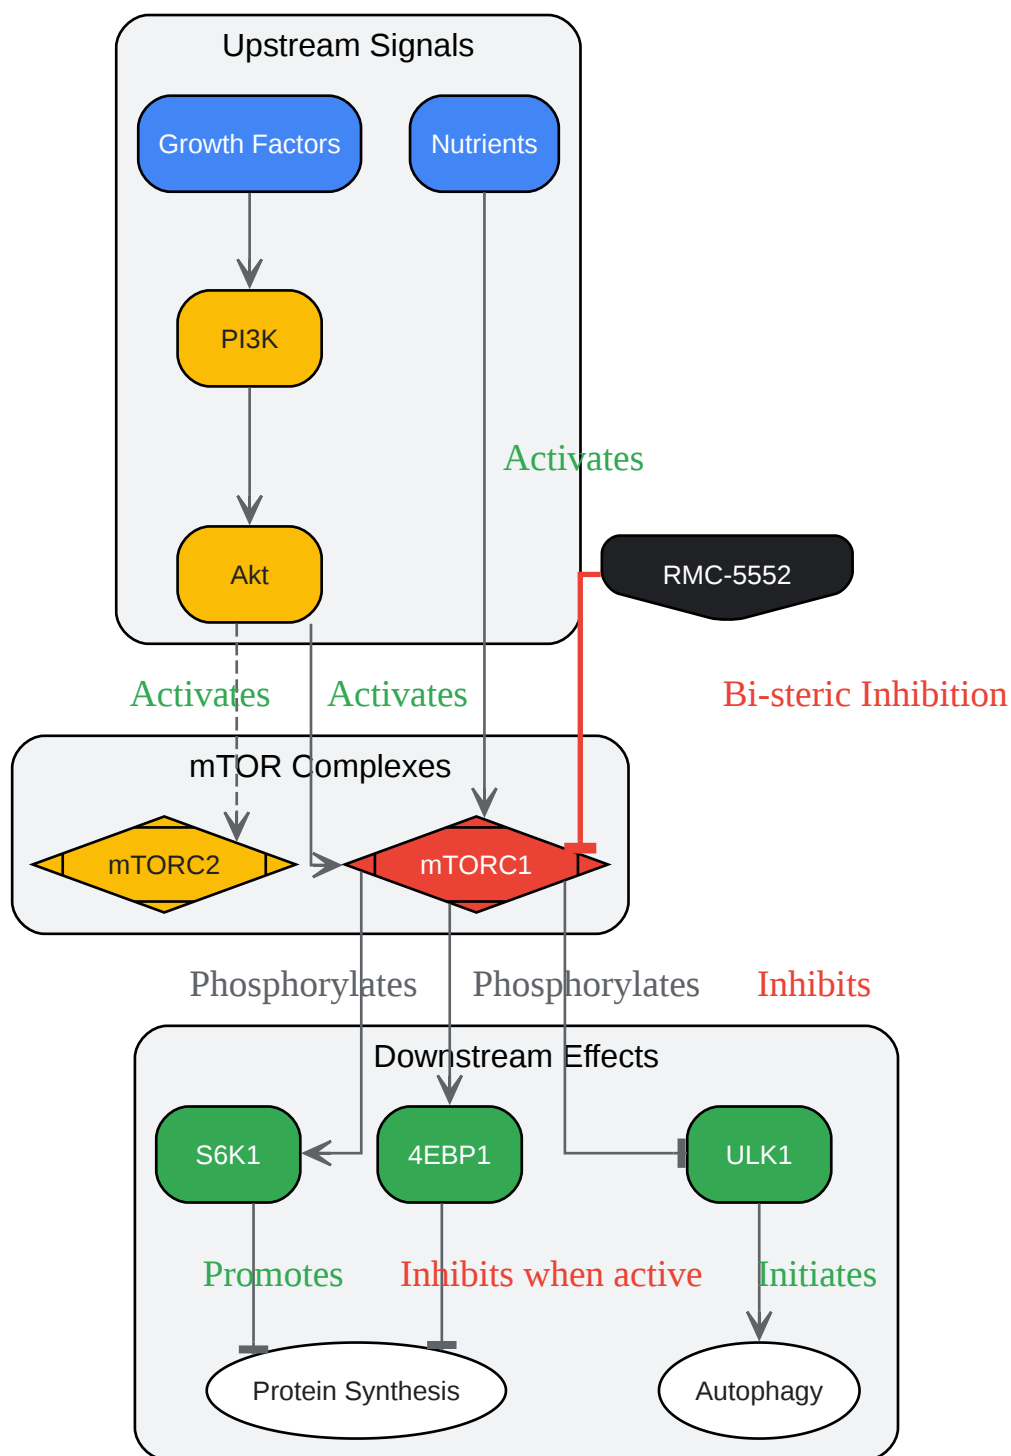 Upstream Signals
Growth Factors
Nutrients
PI3K
Activates
Akt
RMC-5552
Activates
Activates
Bi-steric Inhibition
mTOR Complexes
mTORC2
mTORC1
Phosphorylates
Phosphorylates
Inhibits
Downstream Effects
S6K1
4EBP1
ULK1
Promotes
Inhibits when active
Initiates
Protein Synthesis
Autophagy